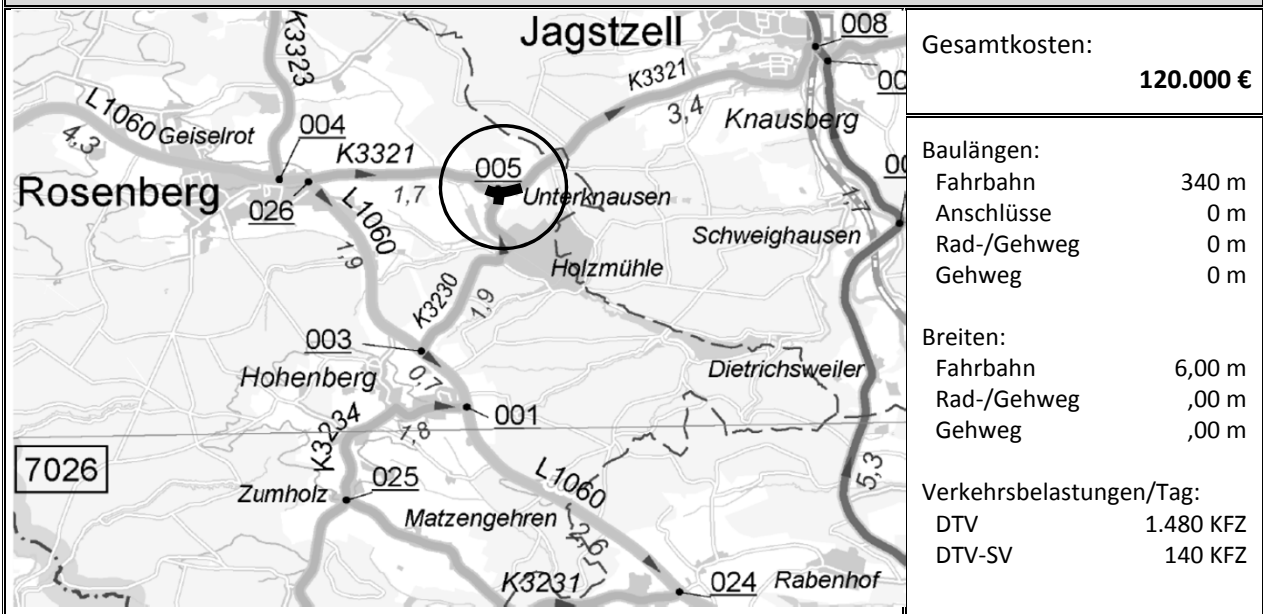 K3323
Jagstzell
008
00
K3321
3,4
Knausberg
L1060
4,3
Geiselrot
004
K3321
005
00
Rosenberg
026
1,7
Unterknausen
1,7
L1060
1,9
Schweighausen
Holzmühle
K3230
1,9
003
0,7
Hohenberg
Dietrichsweiler
001
K3234
1,8
7026
025
L1060
5,3
Zumholz
Matzengehren
2,6
K3231
024
Rabenhof
Gesamtkosten:
120.000 €
Baulängen:
Fahrbahn 340 m
Anschlüsse 0 m
Rad-/Gehweg 0 m
Gehweg 0 m
Breiten:
Fahrbahn 6,00 m
Rad-/Gehweg ,00 m
Gehweg ,00 m
Verkehrsbelastungen/Tag:
DTV 1.480 KFZ
DTV-SV 140 KFZ